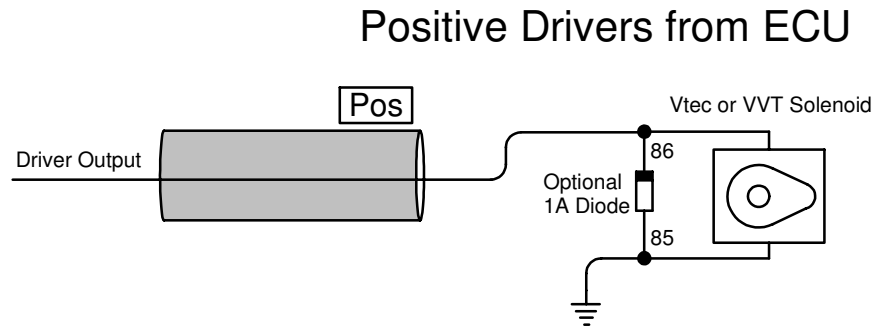 Positive Drivers from ECU
Pos
Vtec or VVT Solenoid
Driver Output
86
Optional
1A Diode
85